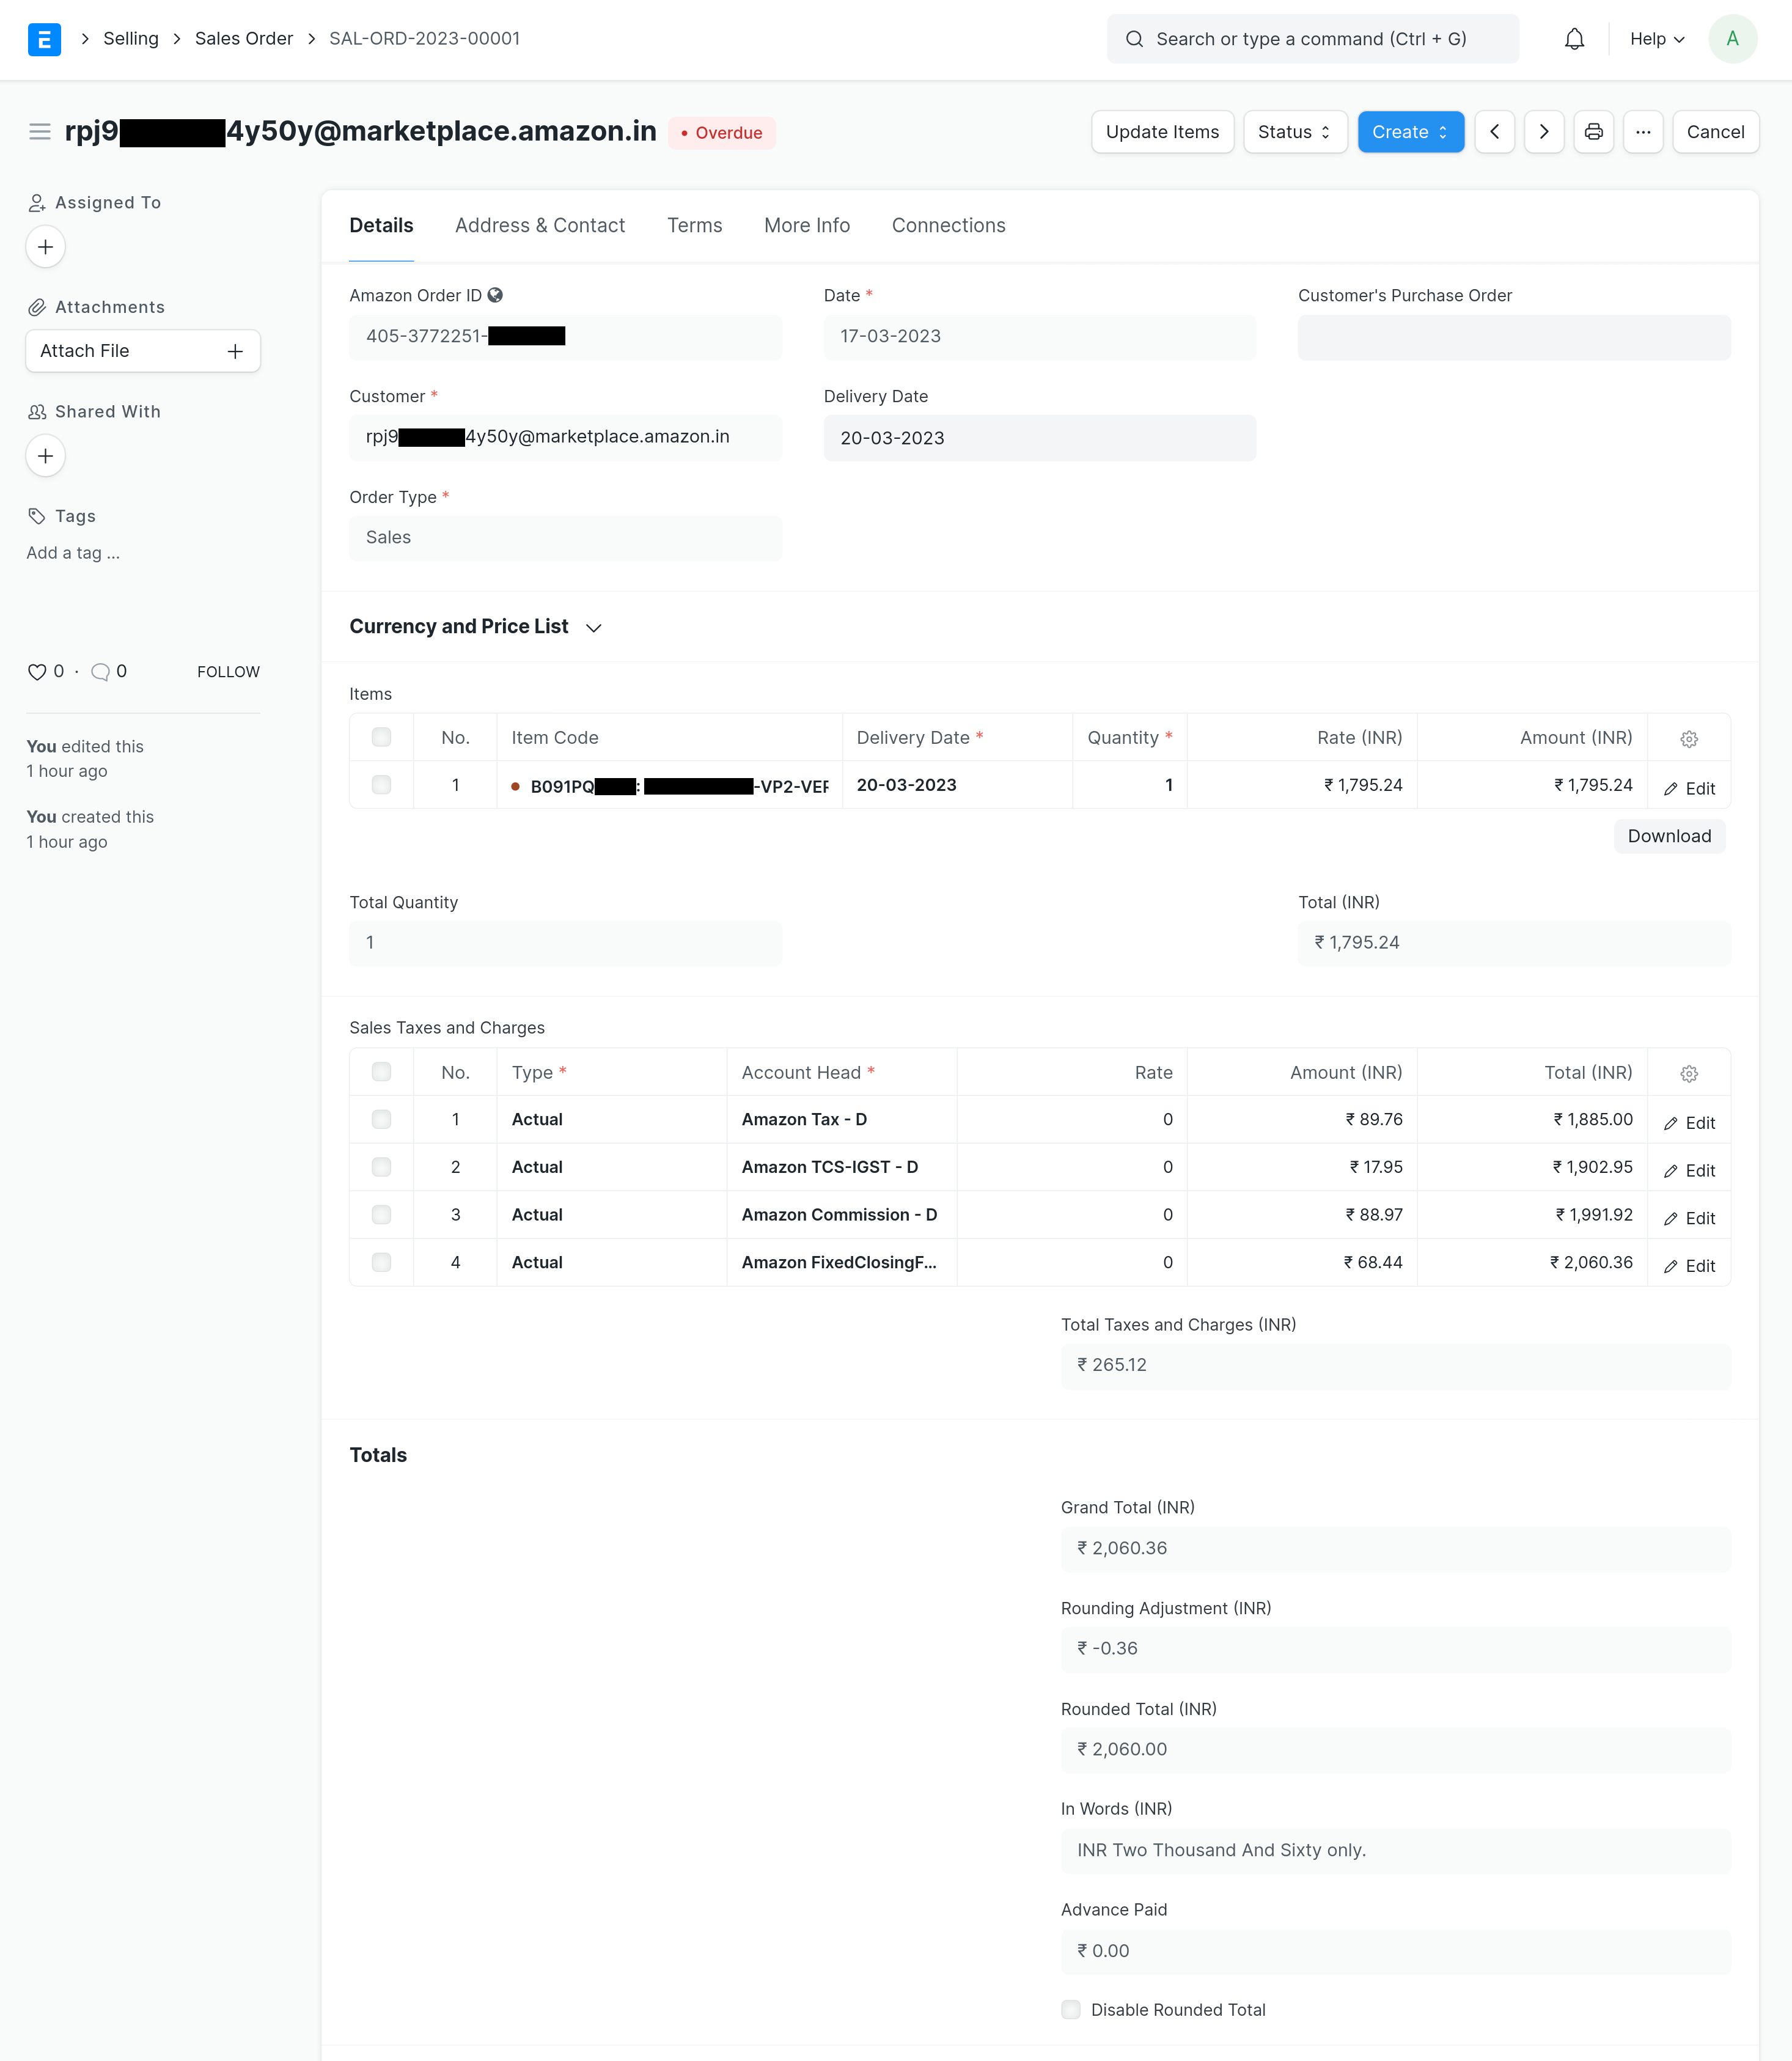 E > Selling > Sales Order > SAL-ORD-2023-00001 Search or type a command (Ctrl + G) Help A
rpj9 4y50y@marketplace.amazon.in • Overdue Update Items Status Create ... Cancel
Assigned To
Attachments
Attach File +
Shared With
Tags
Add a tag ...
0 · 0 FOLLOW
You edited this
1 hour ago
You created this
1 hour ago
Details Address & Contact Terms More Info Connections
Amazon Order ID Date * Customer's Purchase Order
405-3772251- 17-03-2023
Customer * Delivery Date
rpj9 4y50y@marketplace.amazon.in 20-03-2023
Order Type *
Sales
Currency and Price List
Items
No. Item Code Delivery Date * Quantity * Rate (INR) Amount (INR)
1 B091PQ : -VP2-VER 20-03-2023 1 ₹ 1,795.24 ₹ 1,795.24 Edit
Download
Total Quantity Total (INR)
1 ₹ 1,795.24
Sales Taxes and Charges
No. Type * Account Head * Rate Amount (INR) Total (INR)
1 Actual Amazon Tax - D 0 ₹ 89.76 ₹ 1,885.00 Edit
2 Actual Amazon TCS-IGST - D 0 ₹ 17.95 ₹ 1,902.95 Edit
3 Actual Amazon Commission - D 0 ₹ 88.97 ₹ 1,991.92 Edit
4 Actual Amazon FixedClosingF... 0 ₹ 68.44 ₹ 2,060.36 Edit
Total Taxes and Charges (INR)
₹ 265.12
Totals
Grand Total (INR)
₹ 2,060.36
Rounding Adjustment (INR)
₹ -0.36
Rounded Total (INR)
₹ 2,060.00
In Words (INR)
INR Two Thousand And Sixty only.
Advance Paid
₹ 0.00
Disable Rounded Total